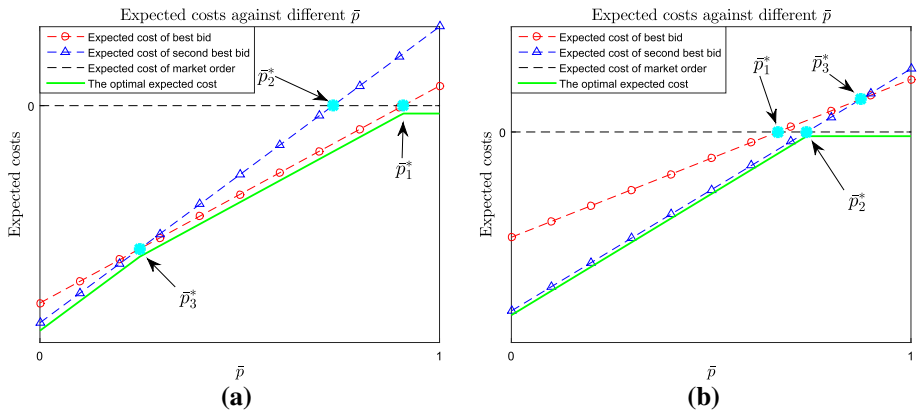 Expected costs against different p̄
Expected cost of best bid
Expected cost of second best bid
Expected cost of market order
The optimal expected cost
Expected costs
0
p̄₂*
p̄₁*
p̄₃*
0
1
p̄
(a)
Expected costs against different p̄
Expected cost of best bid
Expected cost of second best bid
Expected cost of market order
The optimal expected cost
Expected costs
0
p̄₁*
p̄₃*
p̄₂*
0
1
p̄
(b)